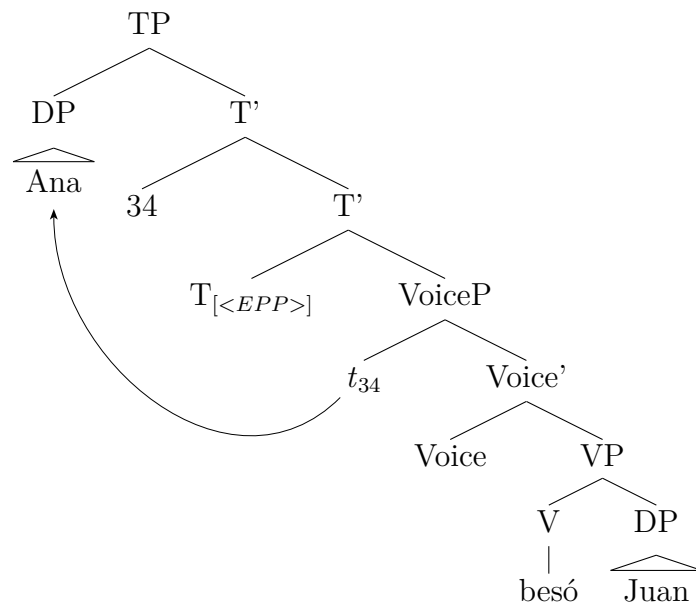 TP
DP T’
Ana 34 T’
T[<EPP>] VoiceP
t34 Voice’
Voice VP
V DP
besó Juan